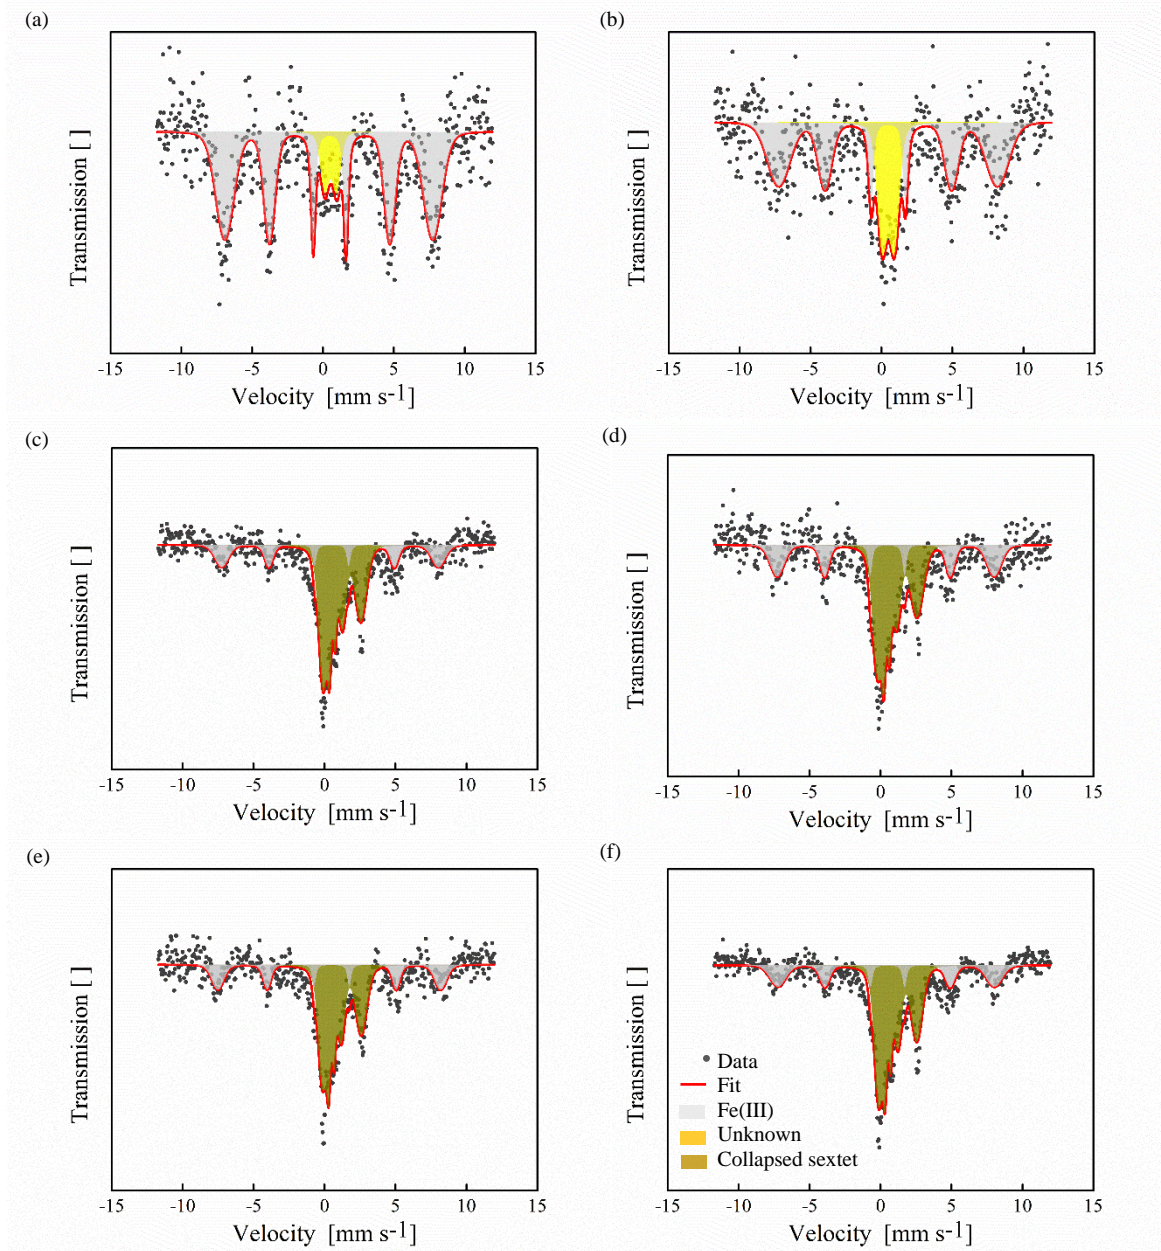 (a)
(b)
Transmission [ ]
-15 -10 -5 0 5 10 15
Velocity [mm s-1]
Transmission [ ]
-15 -10 -5 0 5 10 15
Velocity [mm s-1]
(c)
(d)
Transmission [ ]
-15 -10 -5 0 5 10 15
Velocity [mm s-1]
Transmission [ ]
-15 -10 -5 0 5 10 15
Velocity [mm s-1]
(e)
(f)
Transmission [ ]
-15 -10 -5 0 5 10 15
Velocity [mm s-1]
Transmission [ ]
Data
Fit
Fe(III)
Unknown
Collapsed sextet
-15 -10 -5 0 5 10 15
Velocity [mm s-1]